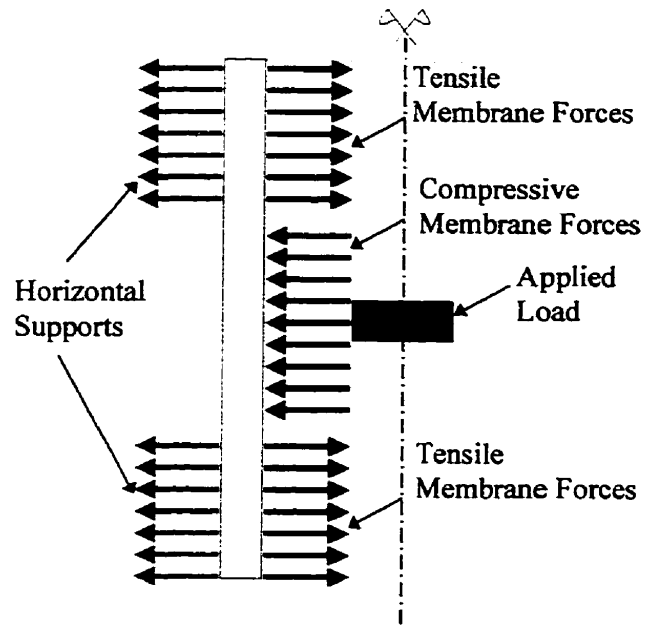 Tensile
Membrane Forces
Compressive
Membrane Forces
Applied
Load
Horizontal
Supports
Tensile
Membrane Forces